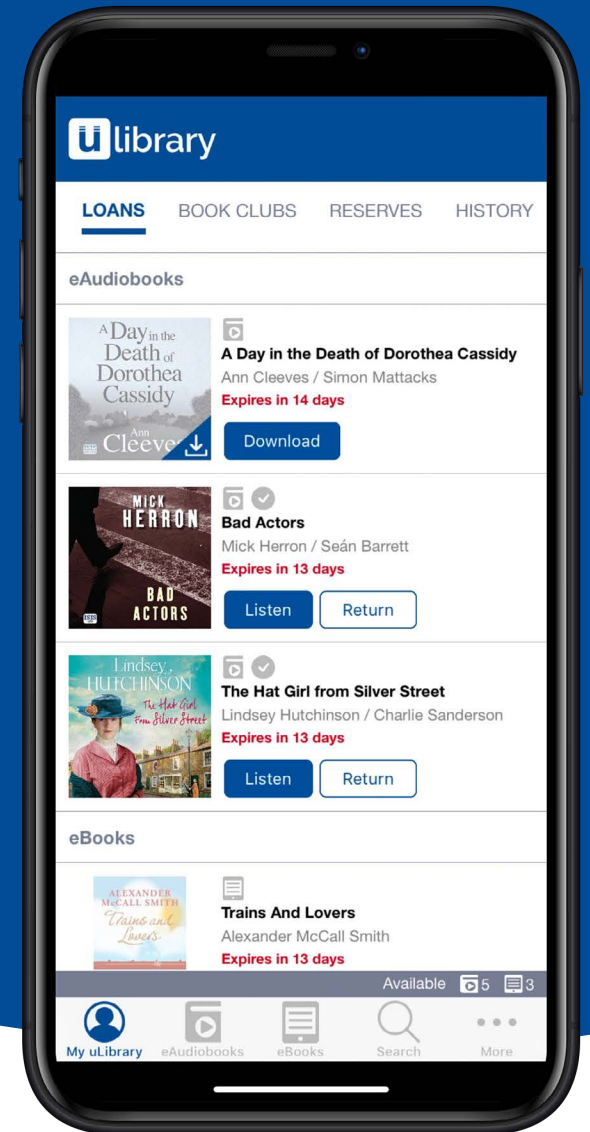 ulibrary
LOANS BOOK CLUBS RESERVES HISTORY
eAudiobooks
A Day in the
Death of
Dorothea
Cassidy
Ann
Cleeves
A Day in the Death of Dorothea Cassidy
Ann Cleeves / Simon Mattacks
Expires in 14 days
Download
MICK
HERRON
BAD
ACTORS
ISIS
Bad Actors
Mick Herron / Seán Barrett
Expires in 13 days
Listen Return
Lindsey
HUTCHINSON
The Hat Girl
From Silver Street
The Hat Girl from Silver Street
Lindsey Hutchinson / Charlie Sanderson
Expires in 13 days
Listen Return
eBooks
ALEXANDER
McCALL SMITH
Trains and
Lovers
Trains And Lovers
Alexander McCall Smith
Expires in 13 days
Available 5 3
My uLibrary eAudiobooks eBooks Search More